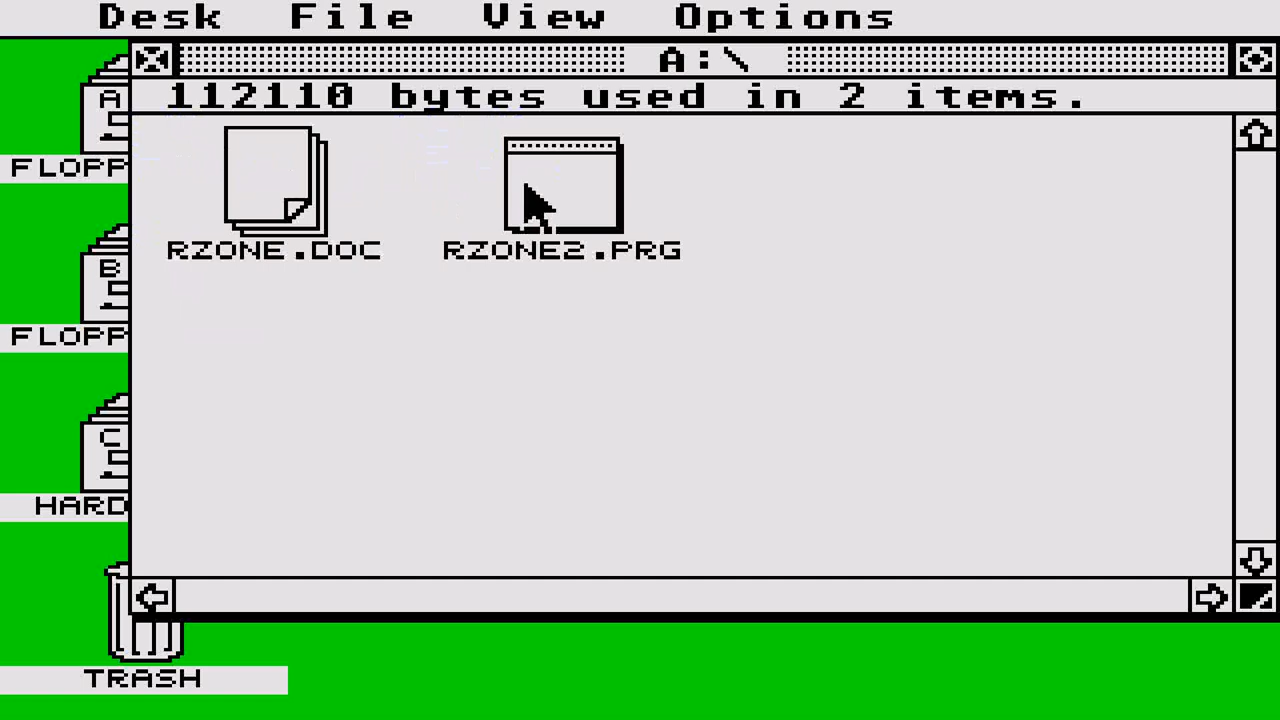 Desk File View Options
A:\
112110 bytes used in 2 items.
A
FLOPP
RZONE.DOC RZONE2.PRG
B
FLOPP
C
HARD
TRASH